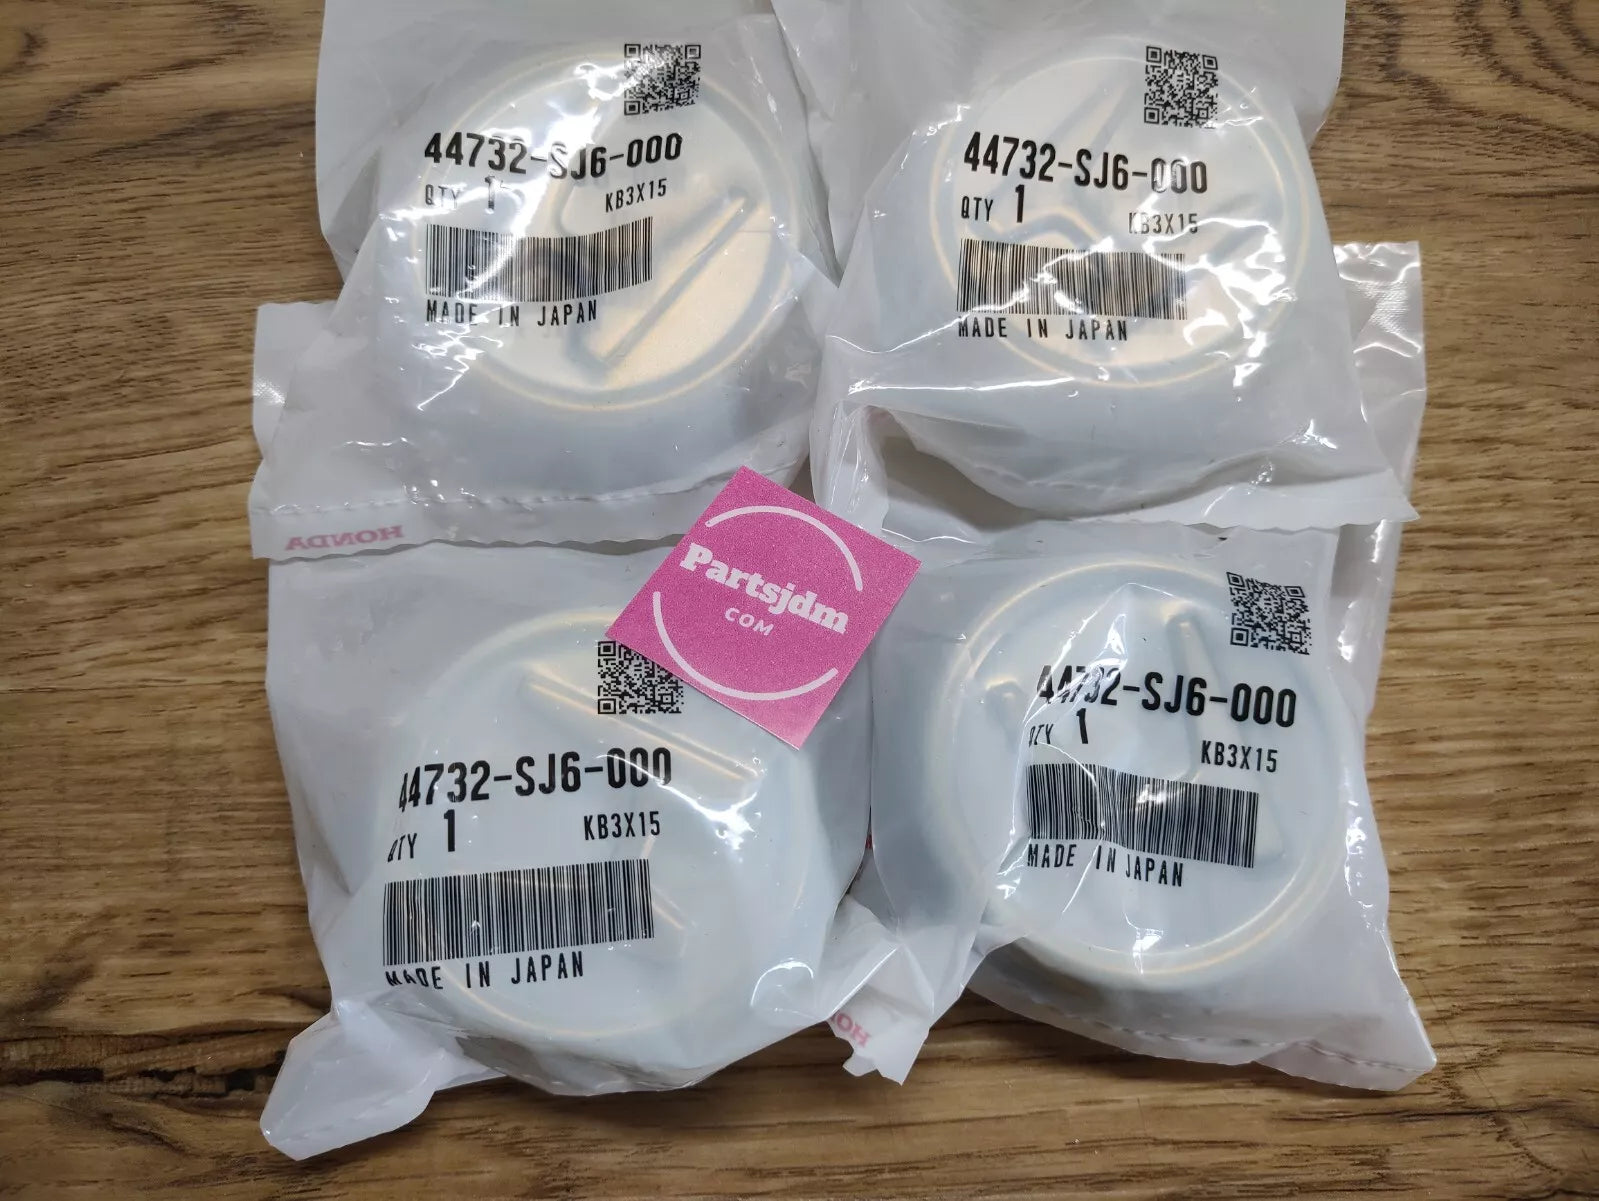 44732-SJ6-000
QTY 1
KB3X15
MADE IN JAPAN
44732-SJ6-000
QTY 1
KB3X15
MADE IN JAPAN
HONDA
Partsjdm
COM
44732-SJ6-000
QTY 1
KB3X15
MADE IN JAPAN
44732-SJ6-000
QTY 1
KB3X15
MADE IN JAPAN